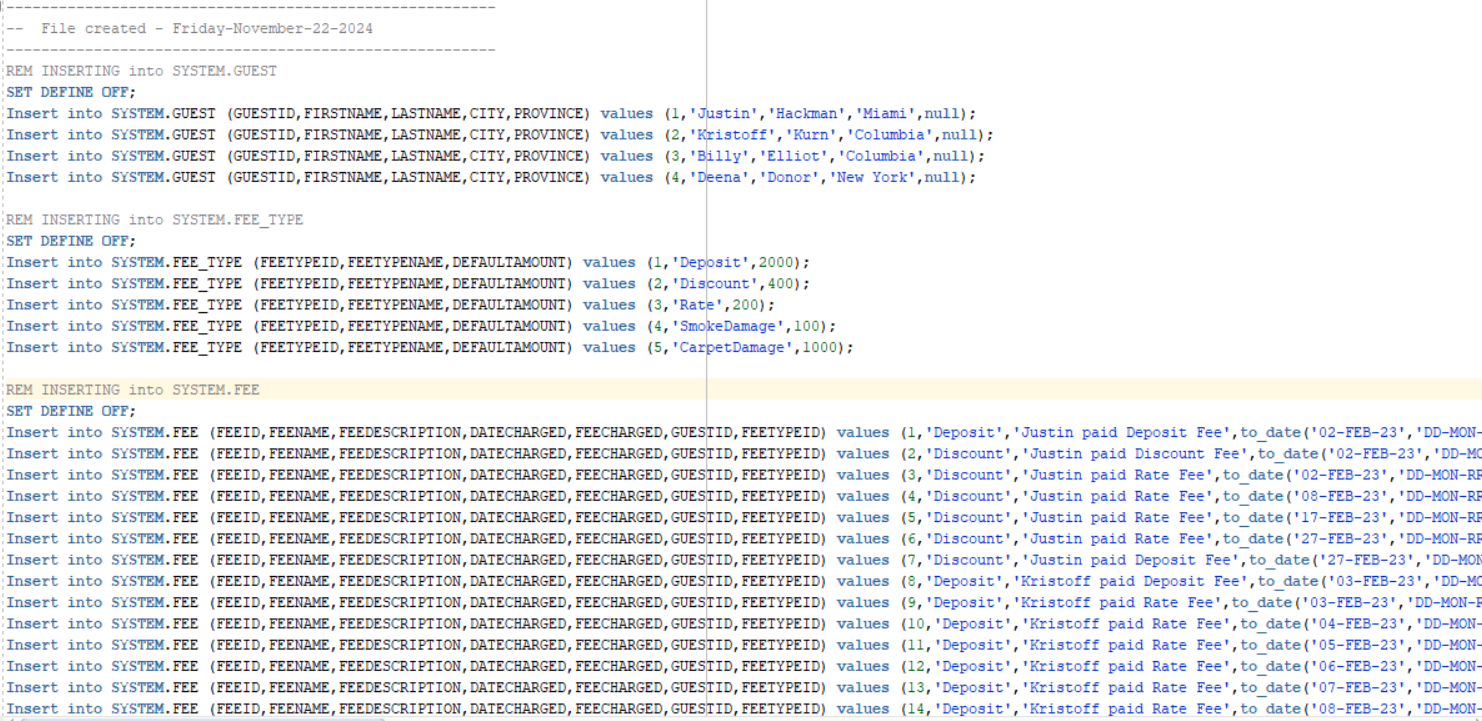 ------------------------------------------------------
--  File created - Friday-November-22-2024
------------------------------------------------------
REM INSERTING into SYSTEM.GUEST
SET DEFINE OFF;
Insert into SYSTEM.GUEST (GUESTID,FIRSTNAME,LASTNAME,CITY,PROVINCE) values (1,'Justin','Hackman','Miami',null);
Insert into SYSTEM.GUEST (GUESTID,FIRSTNAME,LASTNAME,CITY,PROVINCE) values (2,'Kristoff','Kurn','Columbia',null);
Insert into SYSTEM.GUEST (GUESTID,FIRSTNAME,LASTNAME,CITY,PROVINCE) values (3,'Billy','Elliot','Columbia',null);
Insert into SYSTEM.GUEST (GUESTID,FIRSTNAME,LASTNAME,CITY,PROVINCE) values (4,'Deena','Donor','New York',null);
REM INSERTING into SYSTEM.FEE_TYPE
SET DEFINE OFF;
Insert into SYSTEM.FEE_TYPE (FEETYPEID,FEETYPENAME,DEFAULTAMOUNT) values (1,'Deposit',2000);
Insert into SYSTEM.FEE_TYPE (FEETYPEID,FEETYPENAME,DEFAULTAMOUNT) values (2,'Discount',400);
Insert into SYSTEM.FEE_TYPE (FEETYPEID,FEETYPENAME,DEFAULTAMOUNT) values (3,'Rate',200);
Insert into SYSTEM.FEE_TYPE (FEETYPEID,FEETYPENAME,DEFAULTAMOUNT) values (4,'SmokeDamage',100);
Insert into SYSTEM.FEE_TYPE (FEETYPEID,FEETYPENAME,DEFAULTAMOUNT) values (5,'CarpetDamage',1000);
REM INSERTING into SYSTEM.FEE
SET DEFINE OFF;
Insert into SYSTEM.FEE (FEEID,FEENAME,FEEDESCRIPTION,DATECHARGED,FEECHARGED,GUESTID,FEETYPEID) values (1,'Deposit','Justin paid Deposit Fee',to_date('02-FEB-23','DD-MON-
Insert into SYSTEM.FEE (FEEID,FEENAME,FEEDESCRIPTION,DATECHARGED,FEECHARGED,GUESTID,FEETYPEID) values (2,'Discount','Justin paid Discount Fee',to_date('02-FEB-23','DD-MO
Insert into SYSTEM.FEE (FEEID,FEENAME,FEEDESCRIPTION,DATECHARGED,FEECHARGED,GUESTID,FEETYPEID) values (3,'Discount','Justin paid Rate Fee',to_date('02-FEB-23','DD-MON-RR
Insert into SYSTEM.FEE (FEEID,FEENAME,FEEDESCRIPTION,DATECHARGED,FEECHARGED,GUESTID,FEETYPEID) values (4,'Discount','Justin paid Rate Fee',to_date('08-FEB-23','DD-MON-RR
Insert into SYSTEM.FEE (FEEID,FEENAME,FEEDESCRIPTION,DATECHARGED,FEECHARGED,GUESTID,FEETYPEID) values (5,'Discount','Justin paid Rate Fee',to_date('17-FEB-23','DD-MON-RR
Insert into SYSTEM.FEE (FEEID,FEENAME,FEEDESCRIPTION,DATECHARGED,FEECHARGED,GUESTID,FEETYPEID) values (6,'Discount','Justin paid Rate Fee',to_date('27-FEB-23','DD-MON-RR
Insert into SYSTEM.FEE (FEEID,FEENAME,FEEDESCRIPTION,DATECHARGED,FEECHARGED,GUESTID,FEETYPEID) values (7,'Discount','Justin paid Deposit Fee',to_date('27-FEB-23','DD-MON
Insert into SYSTEM.FEE (FEEID,FEENAME,FEEDESCRIPTION,DATECHARGED,FEECHARGED,GUESTID,FEETYPEID) values (8,'Deposit','Kristoff paid Deposit Fee',to_date('03-FEB-23','DD-MO
Insert into SYSTEM.FEE (FEEID,FEENAME,FEEDESCRIPTION,DATECHARGED,FEECHARGED,GUESTID,FEETYPEID) values (9,'Deposit','Kristoff paid Rate Fee',to_date('03-FEB-23','DD-MON-R
Insert into SYSTEM.FEE (FEEID,FEENAME,FEEDESCRIPTION,DATECHARGED,FEECHARGED,GUESTID,FEETYPEID) values (10,'Deposit','Kristoff paid Rate Fee',to_date('04-FEB-23','DD-MON-
Insert into SYSTEM.FEE (FEEID,FEENAME,FEEDESCRIPTION,DATECHARGED,FEECHARGED,GUESTID,FEETYPEID) values (11,'Deposit','Kristoff paid Rate Fee',to_date('05-FEB-23','DD-MON-
Insert into SYSTEM.FEE (FEEID,FEENAME,FEEDESCRIPTION,DATECHARGED,FEECHARGED,GUESTID,FEETYPEID) values (12,'Deposit','Kristoff paid Rate Fee',to_date('06-FEB-23','DD-MON-
Insert into SYSTEM.FEE (FEEID,FEENAME,FEEDESCRIPTION,DATECHARGED,FEECHARGED,GUESTID,FEETYPEID) values (13,'Deposit','Kristoff paid Rate Fee',to_date('07-FEB-23','DD-MON-
Insert into SYSTEM.FEE (FEEID,FEENAME,FEEDESCRIPTION,DATECHARGED,FEECHARGED,GUESTID,FEETYPEID) values (14,'Deposit','Kristoff paid Rate Fee',to_date('08-FEB-23','DD-MON-